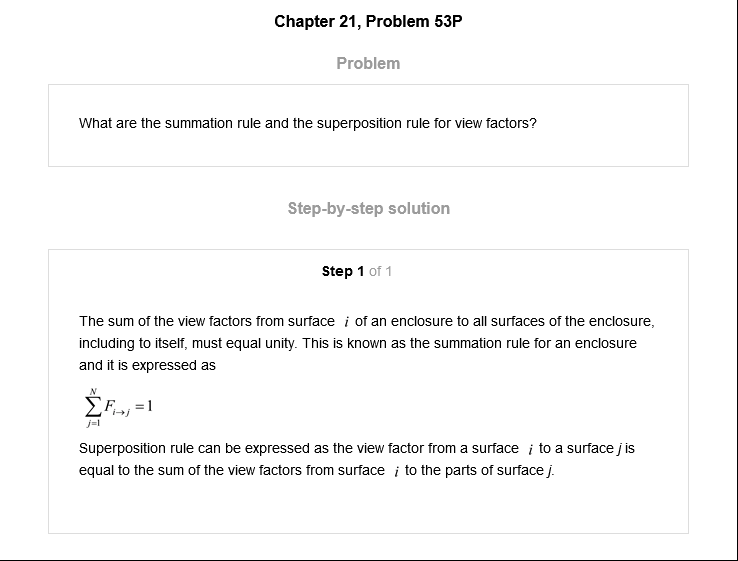 Chapter 21, Problem 53P
Problem
What are the summation rule and the superposition rule for view factors?
Step-by-step solution
Step 1 of 1
The sum of the view factors from surface i of an enclosure to all surfaces of the enclosure,
including to itself, must equal unity. This is known as the summation rule for an enclosure
and it is expressed as
N
∑ F i→j = 1
j=1
Superposition rule can be expressed as the view factor from a surface i to a surface j is
equal to the sum of the view factors from surface i to the parts of surface j.